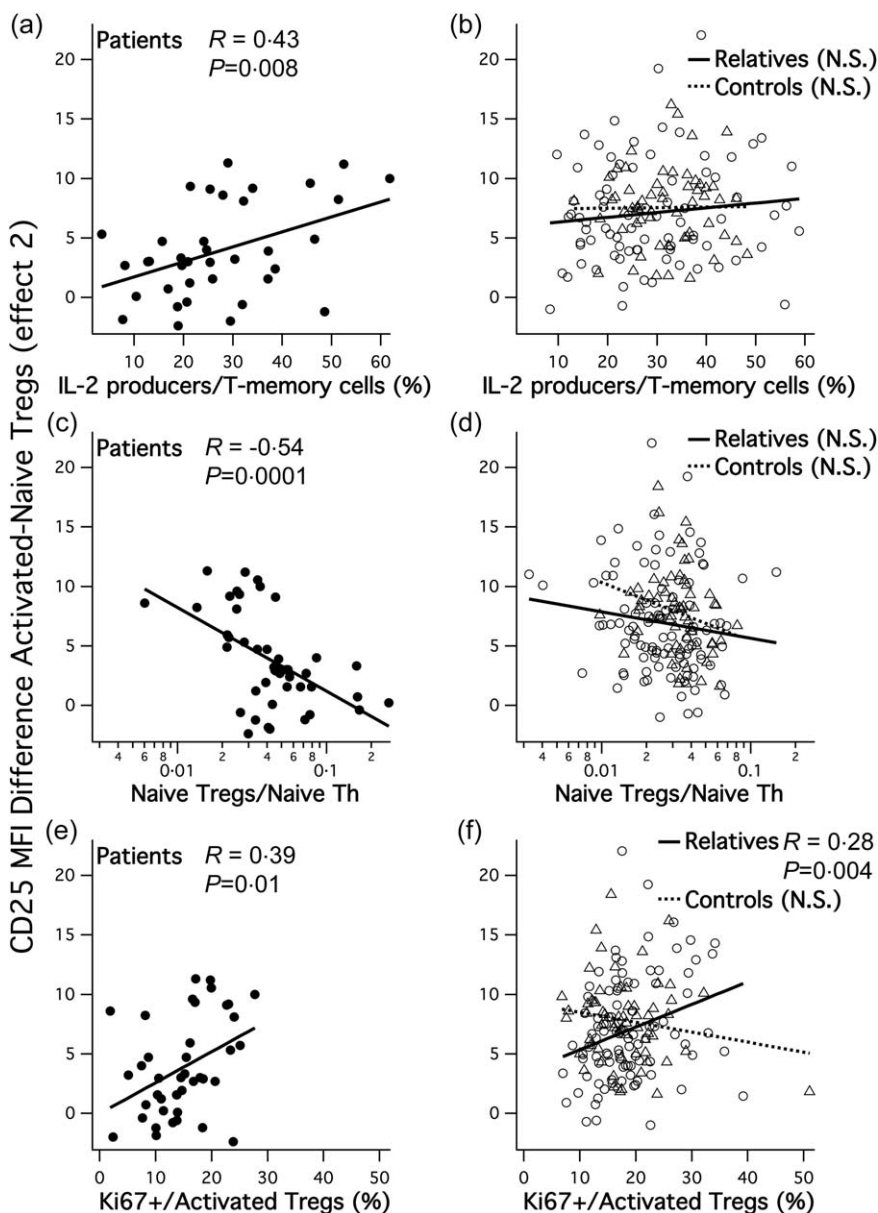 CD25 MFI Difference Activated-Naive Tregs (effect 2)
(a)
Patients
R = 0·43
P=0·008
20
15
10
5
0
0 10 20 30 40 50 60
IL-2 producers/T-memory cells (%)
(b)
Relatives (N.S.)
Controls (N.S.)
20
15
10
5
0
10 20 30 40 50 60
IL-2 producers/T-memory cells (%)
(c)
Patients
R = -0·54
P=0·0001
20
15
10
5
0
4 6 8 2 4 6 8 2
0·01 0·1
Naive Tregs/Naive Th
(d)
Relatives (N.S.)
Controls (N.S.)
20
15
10
5
0
4 6 8 2 4 6 8 2
0.01 0.1
Naive Tregs/Naive Th
(e)
Patients
R = 0·39
P=0·01
20
15
10
5
0
0 10 20 30 40 50
Ki67+/Activated Tregs (%)
(f)
Relatives R = 0·28
P=0·004
Controls (N.S.)
20
15
10
5
0
0 10 20 30 40 50
Ki67+/Activated Tregs (%)